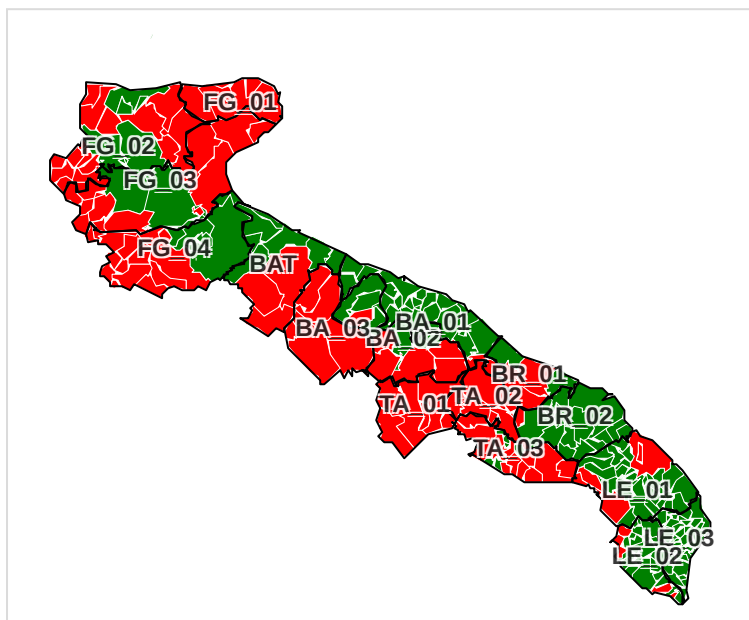 FG_01
FG_02
FG_03
FG_04
BAT
BA_01
BA_03
BA_02
BR_01
TA_02
TA_01
BR_02
TA_03
LE_01
LE_03
LE_02